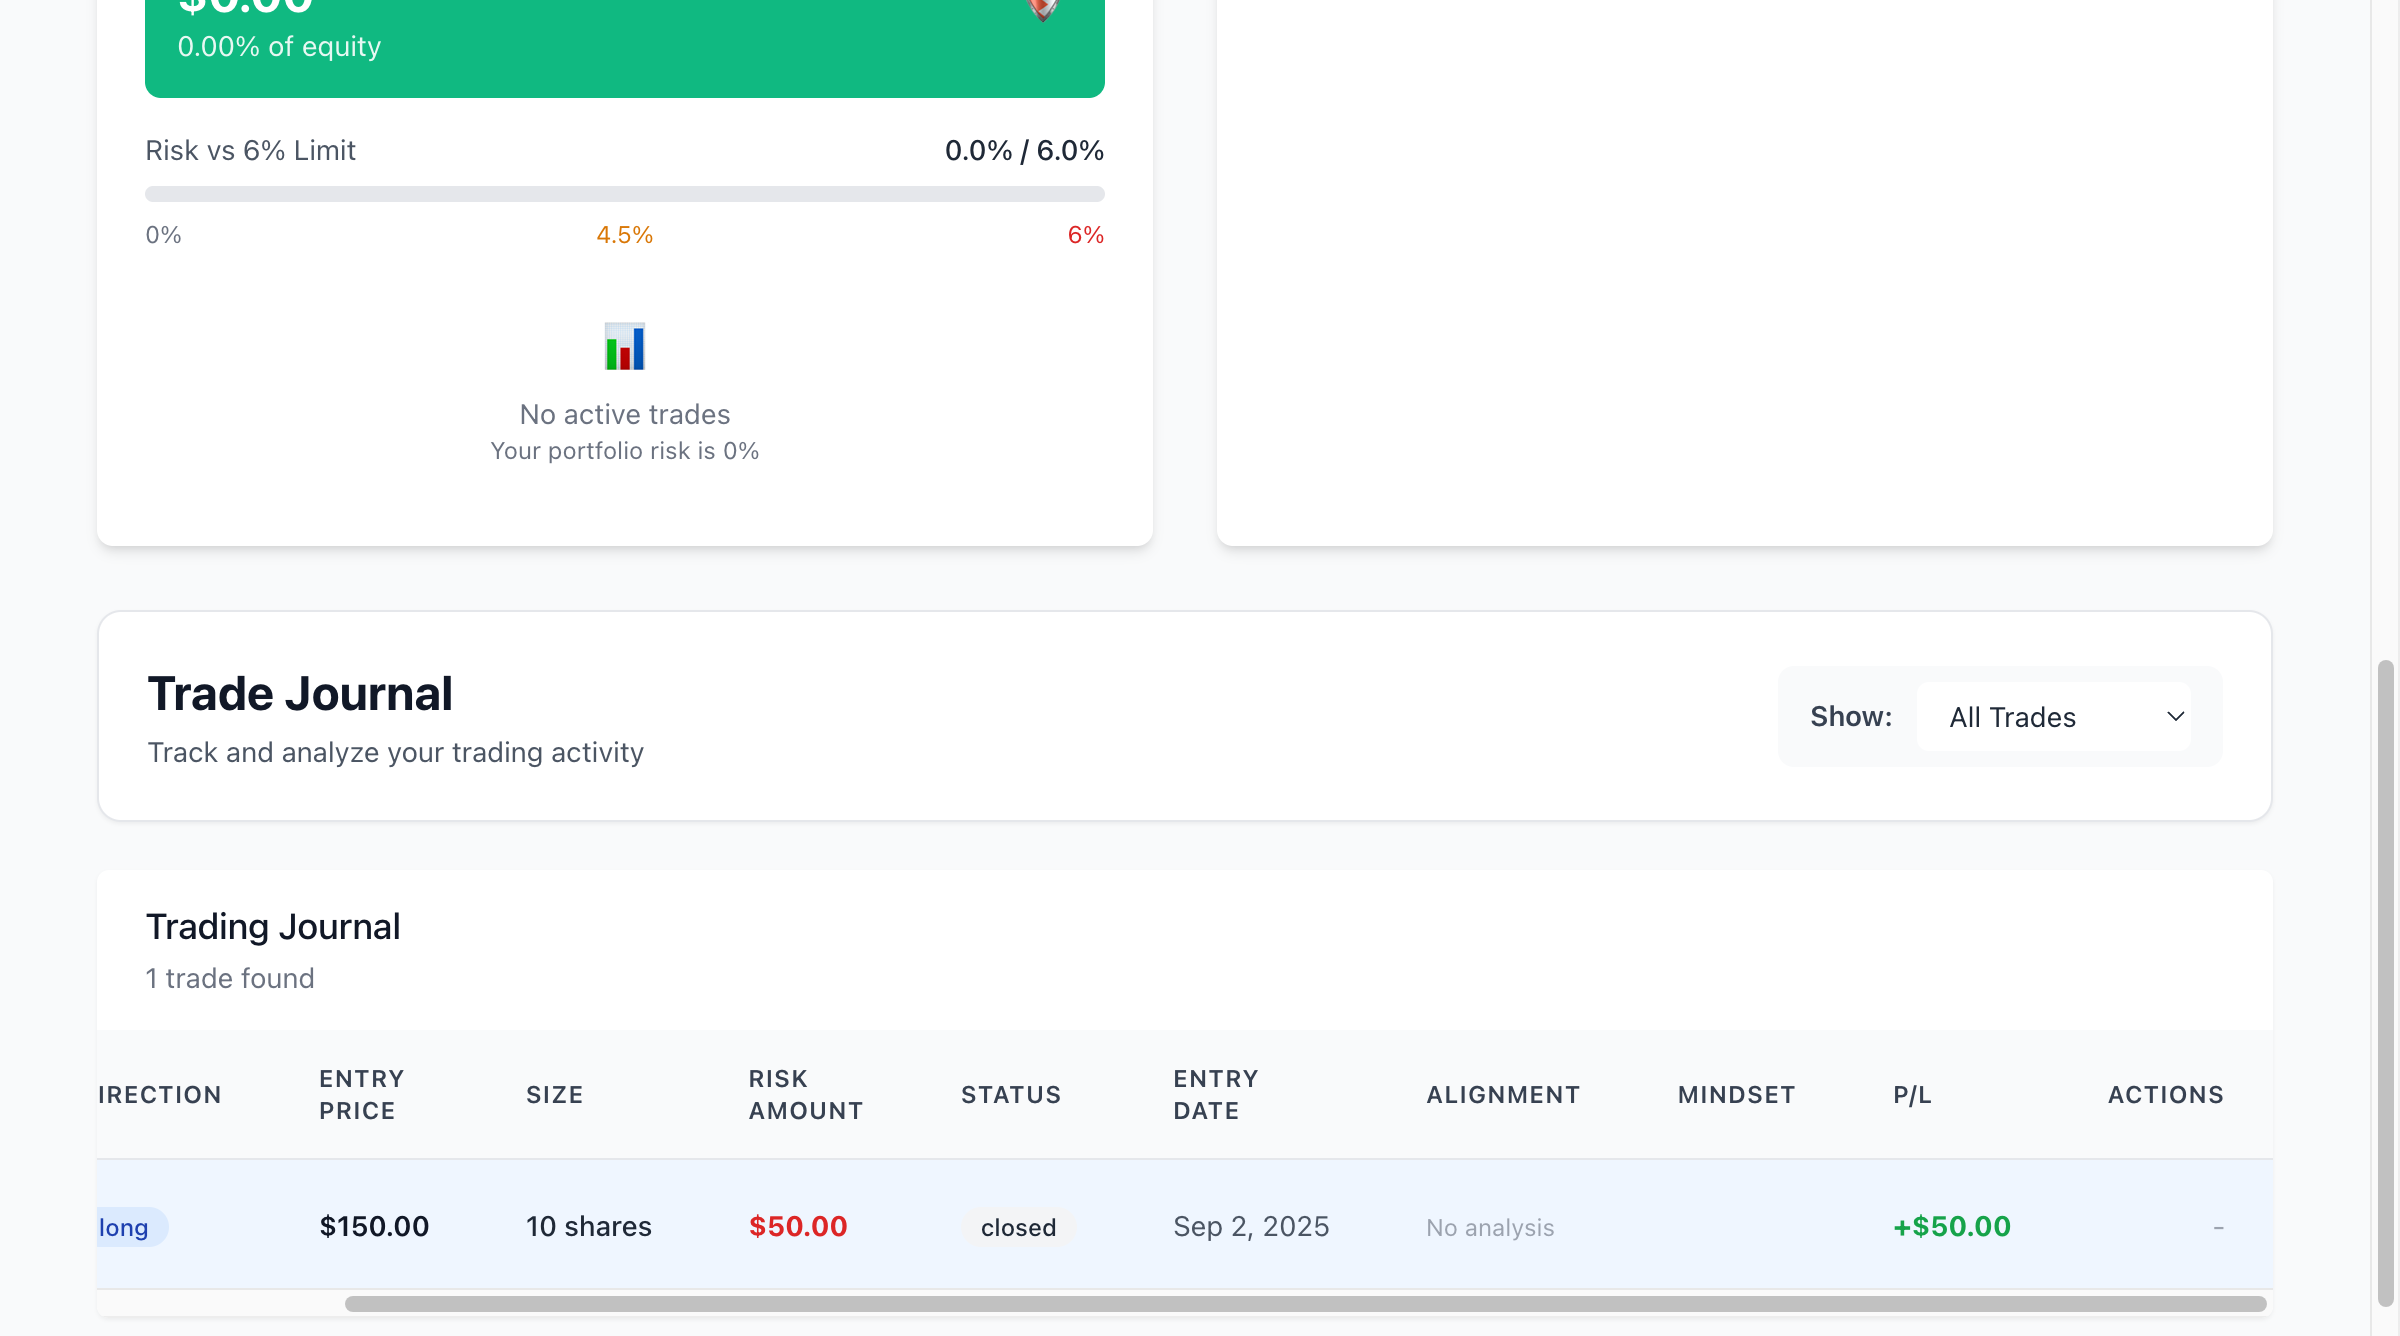 $0.00
0.00% of equity
Risk vs 6% Limit
0.0% / 6.0%
0%
4.5%
6%
No active trades
Your portfolio risk is 0%
Trade Journal
Track and analyze your trading activity
Show:
All Trades
Trading Journal
1 trade found
IRECTION
ENTRY
PRICE
SIZE
RISK
AMOUNT
STATUS
ENTRY
DATE
ALIGNMENT
MINDSET
P/L
ACTIONS
long
$150.00
10 shares
$50.00
closed
Sep 2, 2025
No analysis
+$50.00
-